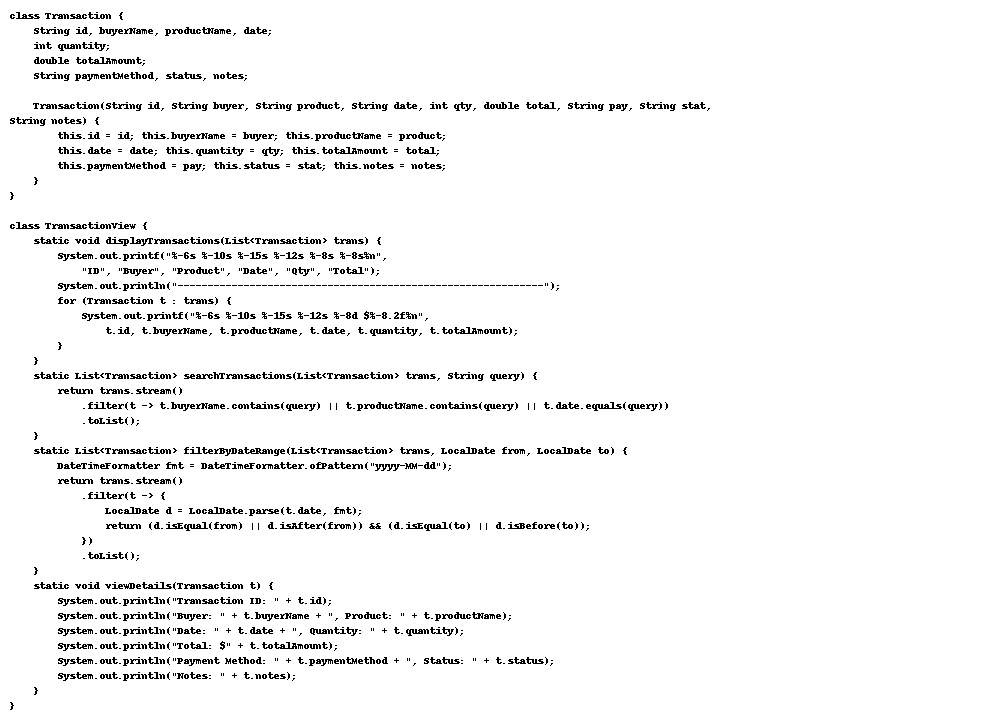 class Transaction {
    String id, buyerName, productName, date;
    int quantity;
    double totalAmount;
    String paymentMethod, status, notes;

    Transaction(String id, String buyer, String product, String date, int qty, double total, String pay, String stat,
String notes) {
        this.id = id; this.buyerName = buyer; this.productName = product;
        this.date = date; this.quantity = qty; this.totalAmount = total;
        this.paymentMethod = pay; this.status = stat; this.notes = notes;
    }
}

class TransactionView {
    static void displayTransactions(List<Transaction> trans) {
        System.out.printf("%-6s %-10s %-15s %-12s %-8s %-8s%n",
            "ID", "Buyer", "Product", "Date", "Qty", "Total");
        System.out.println("-------------------------------------------------------------");
        for (Transaction t : trans) {
            System.out.printf("%-6s %-10s %-15s %-12s %-8d $%-8.2f%n",
                t.id, t.buyerName, t.productName, t.date, t.quantity, t.totalAmount);
        }
    }
    static List<Transaction> searchTransactions(List<Transaction> trans, String query) {
        return trans.stream()
            .filter(t -> t.buyerName.contains(query) || t.productName.contains(query) || t.date.equals(query))
            .toList();
    }
    static List<Transaction> filterByDateRange(List<Transaction> trans, LocalDate from, LocalDate to) {
        DateTimeFormatter fmt = DateTimeFormatter.ofPattern("yyyy-MM-dd");
        return trans.stream()
            .filter(t -> {
                LocalDate d = LocalDate.parse(t.date, fmt);
                return (d.isEqual(from) || d.isAfter(from)) && (d.isEqual(to) || d.isBefore(to));
            })
            .toList();
    }
    static void viewDetails(Transaction t) {
        System.out.println("Transaction ID: " + t.id);
        System.out.println("Buyer: " + t.buyerName + ", Product: " + t.productName);
        System.out.println("Date: " + t.date + ", Quantity: " + t.quantity);
        System.out.println("Total: $" + t.totalAmount);
        System.out.println("Payment Method: " + t.paymentMethod + ", Status: " + t.status);
        System.out.println("Notes: " + t.notes);
    }
}